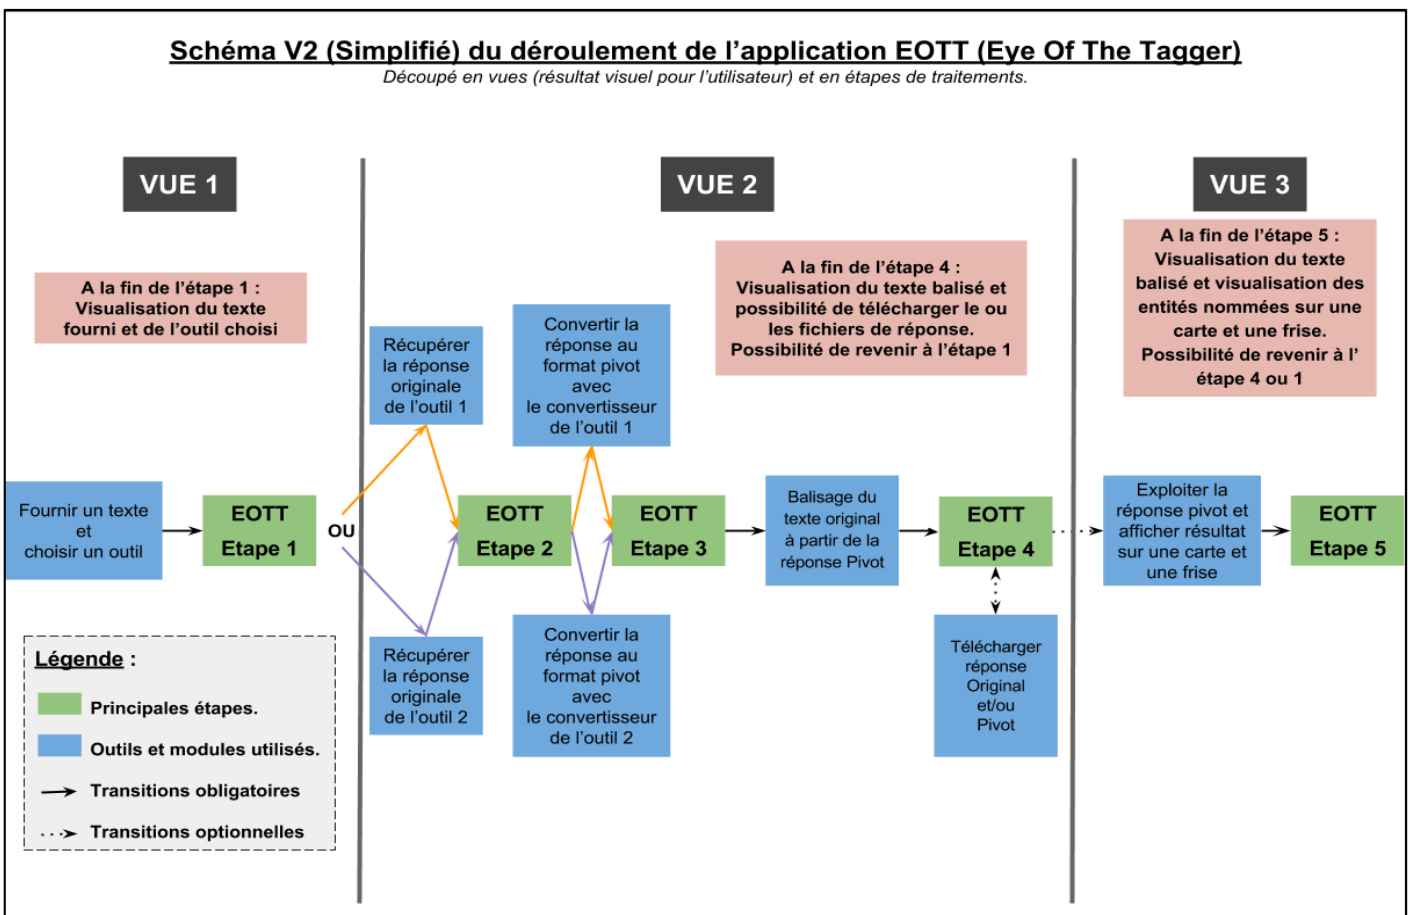 Schéma V2 (Simplifié) du déroulement de l'application EOTT (Eye Of The Tagger)
Découpé en vues (résultat visuel pour l'utilisateur) et en étapes de traitements.
VUE 1
A la fin de l'étape 1 :
Visualisation du texte
fourni et de l'outil choisi
Fournir un texte
et
choisir un outil
EOTT
Etape 1
OU
VUE 2
Récupérer
la réponse
originale
de l'outil 1
Récupérer
la réponse
originale
de l'outil 2
EOTT
Etape 2
Convertir la
réponse au
format pivot
avec
le convertisseur
de l'outil 1
Convertir la
réponse au
format pivot
avec
le convertisseur
de l'outil 2
EOTT
Etape 3
A la fin de l'étape 4 :
Visualisation du texte balisé et
possibilité de télécharger le ou
les fichiers de réponse.
Possibilité de revenir à l'étape 1
Balisage du
texte original
à partir de la
réponse Pivot
EOTT
Etape 4
Télécharger
réponse
Original
et/ou
Pivot
VUE 3
A la fin de l'étape 5 :
Visualisation du texte
balisé et visualisation des
entités nommées sur une
carte et une frise.
Possibilité de revenir à l'
étape 4 ou 1
Exploiter la
réponse pivot et
afficher résultat
sur une carte et
une frise
EOTT
Etape 5
Légende :
Principales étapes.
Outils et modules utilisés.
Transitions obligatoires
Transitions optionnelles